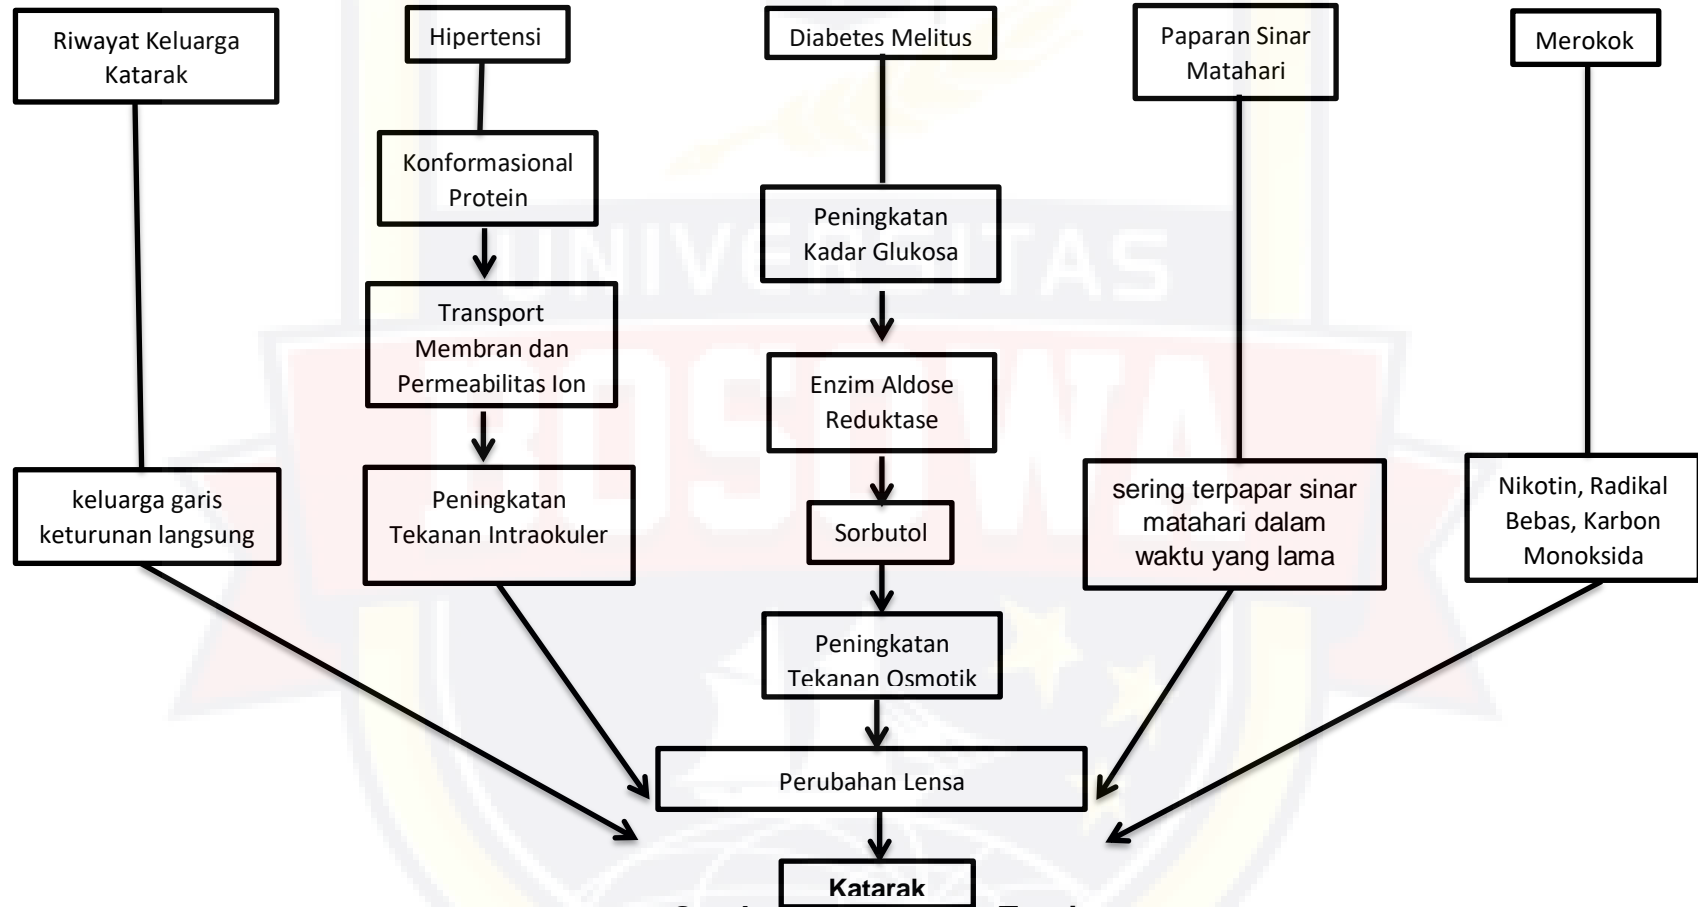 Riwayat Keluarga
Katarak
Hipertensi
Diabetes Melitus
Paparan Sinar
Matahari
Merokok
Konformasional
Protein
Peningkatan
Kadar Glukosa
Transport
Membran dan
Permeabilitas Ion
Enzim Aldose
Reduktase
keluarga garis
keturunan langsung
Peningkatan
Tekanan Intraokuler
Sorbutol
sering terpapar sinar
matahari dalam
waktu yang lama
Nikotin, Radikal
Bebas, Karbon
Monoksida
Peningkatan
Tekanan Osmotik
Perubahan Lensa
Katarak
UNIVERSITAS
BOSOWA